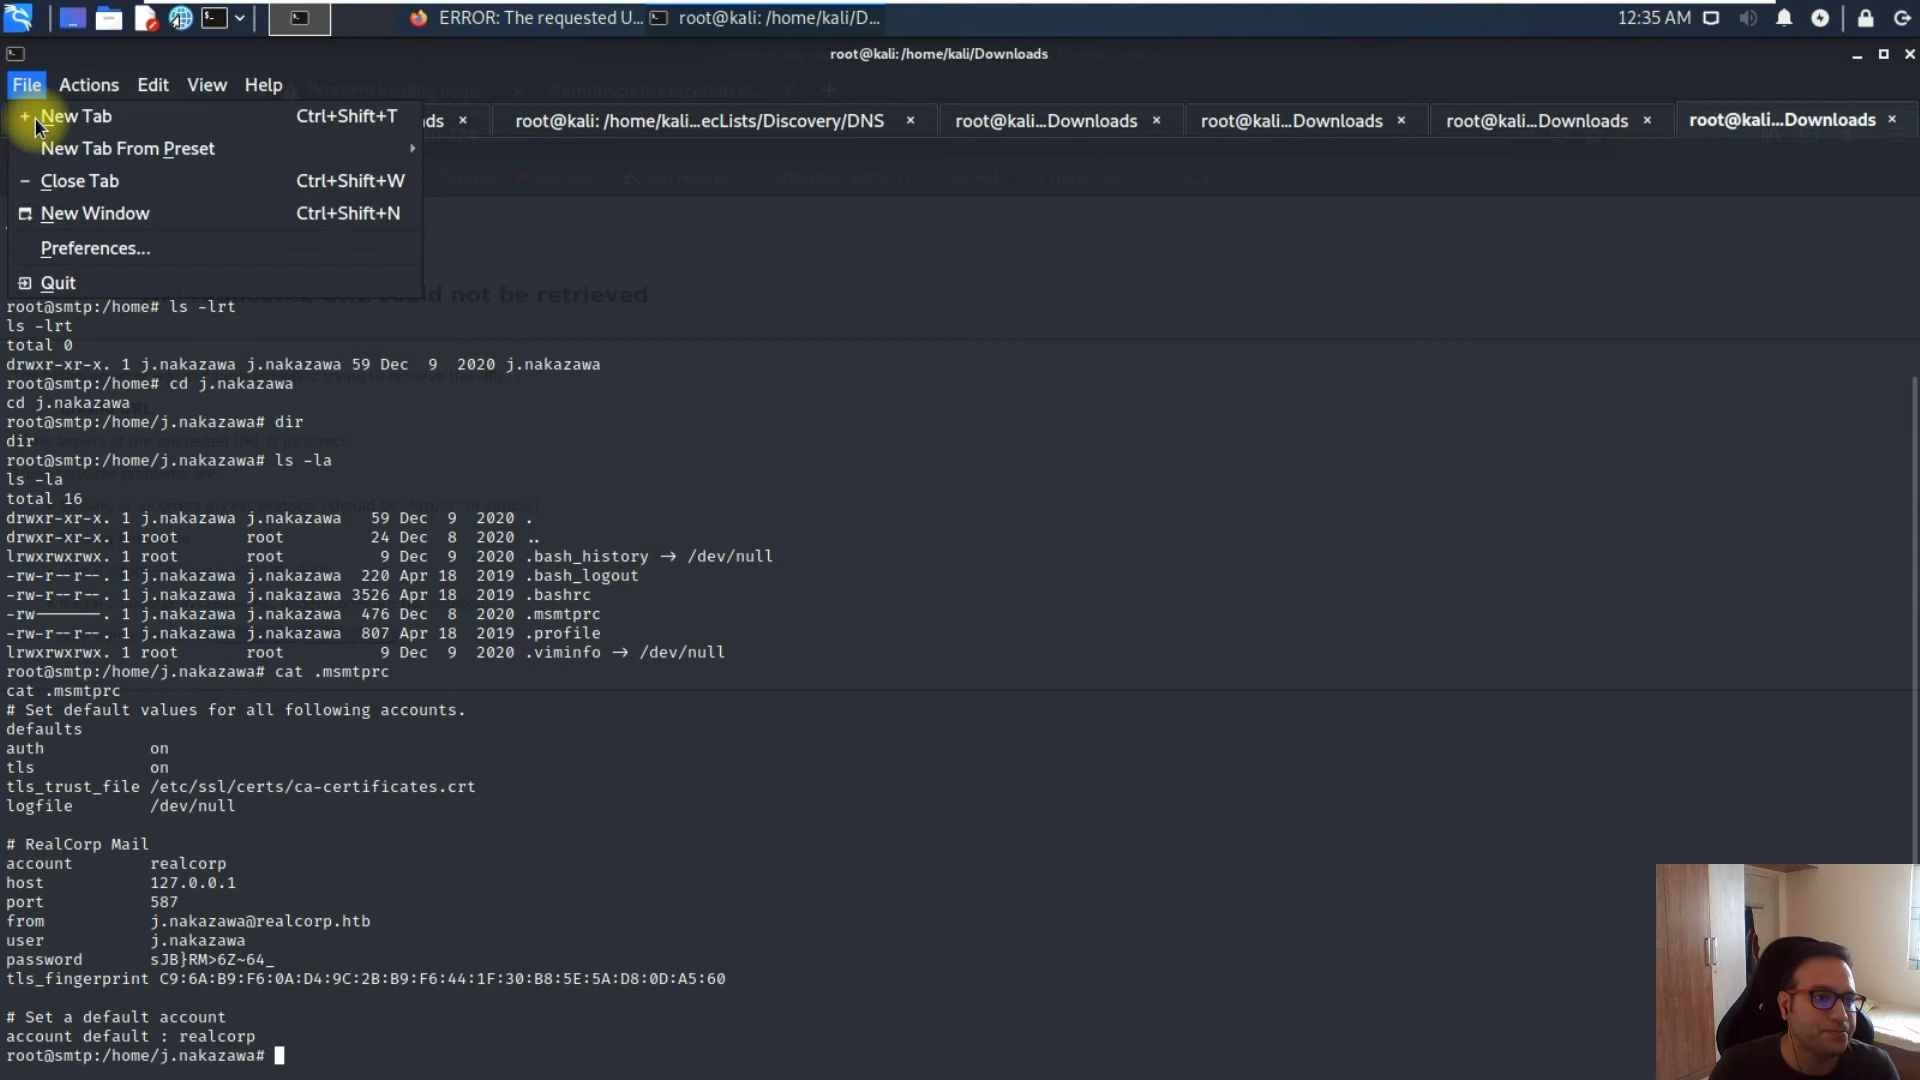 ERROR: The requested U...
root@kali: /home/kali/D...
12:35 AM
root@kali:/home/kali/Downloads
File Actions Edit View Help
New Tab Ctrl+Shift+T
New Tab From Preset
Close Tab Ctrl+Shift+W
New Window Ctrl+Shift+N
Preferences...
Quit
ds ×
root@kali: /home/kali...ecLists/Discovery/DNS ×
root@kali...Downloads ×
root@kali...Downloads ×
root@kali...Downloads ×
root@kali...Downloads ×
not be retrieved
root@smtp:/home# ls -lrt
ls -lrt
total 0
drwxr-xr-x. 1 j.nakazawa j.nakazawa 59 Dec 9 2020 j.nakazawa
root@smtp:/home# cd j.nakazawa
cd j.nakazawa
root@smtp:/home/j.nakazawa# dir
dir
root@smtp:/home/j.nakazawa# ls -la
ls -la
total 16
drwxr-xr-x. 1 j.nakazawa j.nakazawa 59 Dec 9 2020 .
drwxr-xr-x. 1 root root 24 Dec 8 2020 ..
lrwxrwxrwx. 1 root root 9 Dec 9 2020 .bash_history → /dev/null
-rw-r--r--. 1 j.nakazawa j.nakazawa 220 Apr 18 2019 .bash_logout
-rw-r--r--. 1 j.nakazawa j.nakazawa 3526 Apr 18 2019 .bashrc
-rw-------. 1 j.nakazawa j.nakazawa 476 Dec 8 2020 .msmtprc
-rw-r--r--. 1 j.nakazawa j.nakazawa 807 Apr 18 2019 .profile
lrwxrwxrwx. 1 root root 9 Dec 9 2020 .viminfo → /dev/null
root@smtp:/home/j.nakazawa# cat .msmtprc
cat .msmtprc
# Set default values for all following accounts.
defaults
auth on
tls on
tls_trust_file /etc/ssl/certs/ca-certificates.crt
logfile /dev/null
# RealCorp Mail
account realcorp
host 127.0.0.1
port 587
from j.nakazawa@realcorp.htb
user j.nakazawa
password sJB}RM>6Z~64_
tls_fingerprint C9:6A:B9:F6:0A:D4:9C:2B:B9:F6:44:1F:30:B8:5E:5A:D8:0D:A5:60
# Set a default account
account default : realcorp
root@smtp:/home/j.nakazawa#